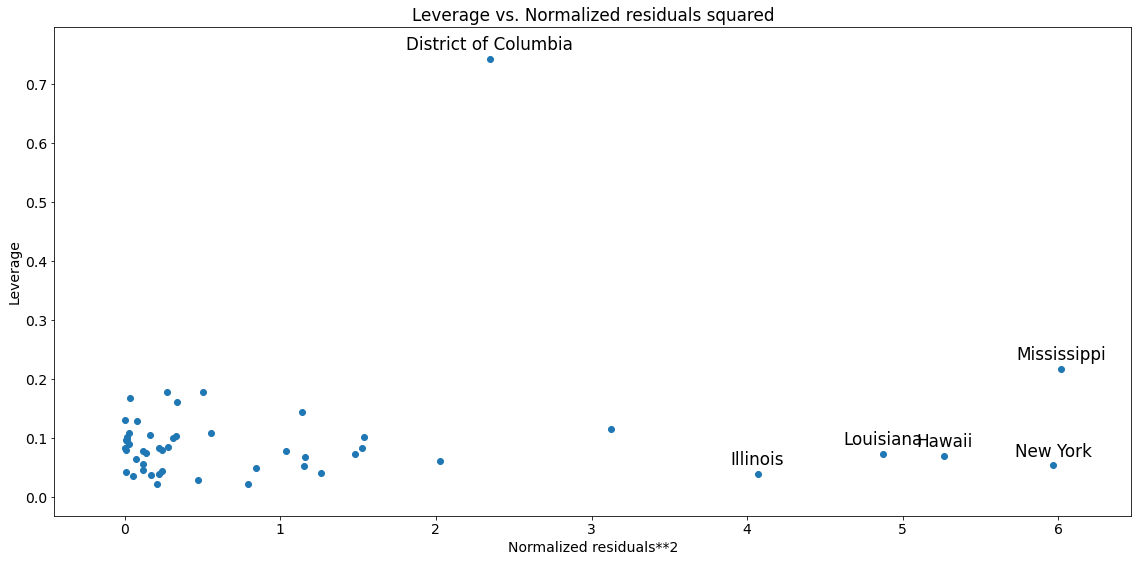 Leverage vs. Normalized residuals squared
District of Columbia
0.7
0.6
0.5
0.4
0.3
0.2
0.1
0.0
Leverage
Mississippi
Louisiana
Hawaii
New York
Illinois
0 1 2 3 4 5 6
Normalized residuals**2